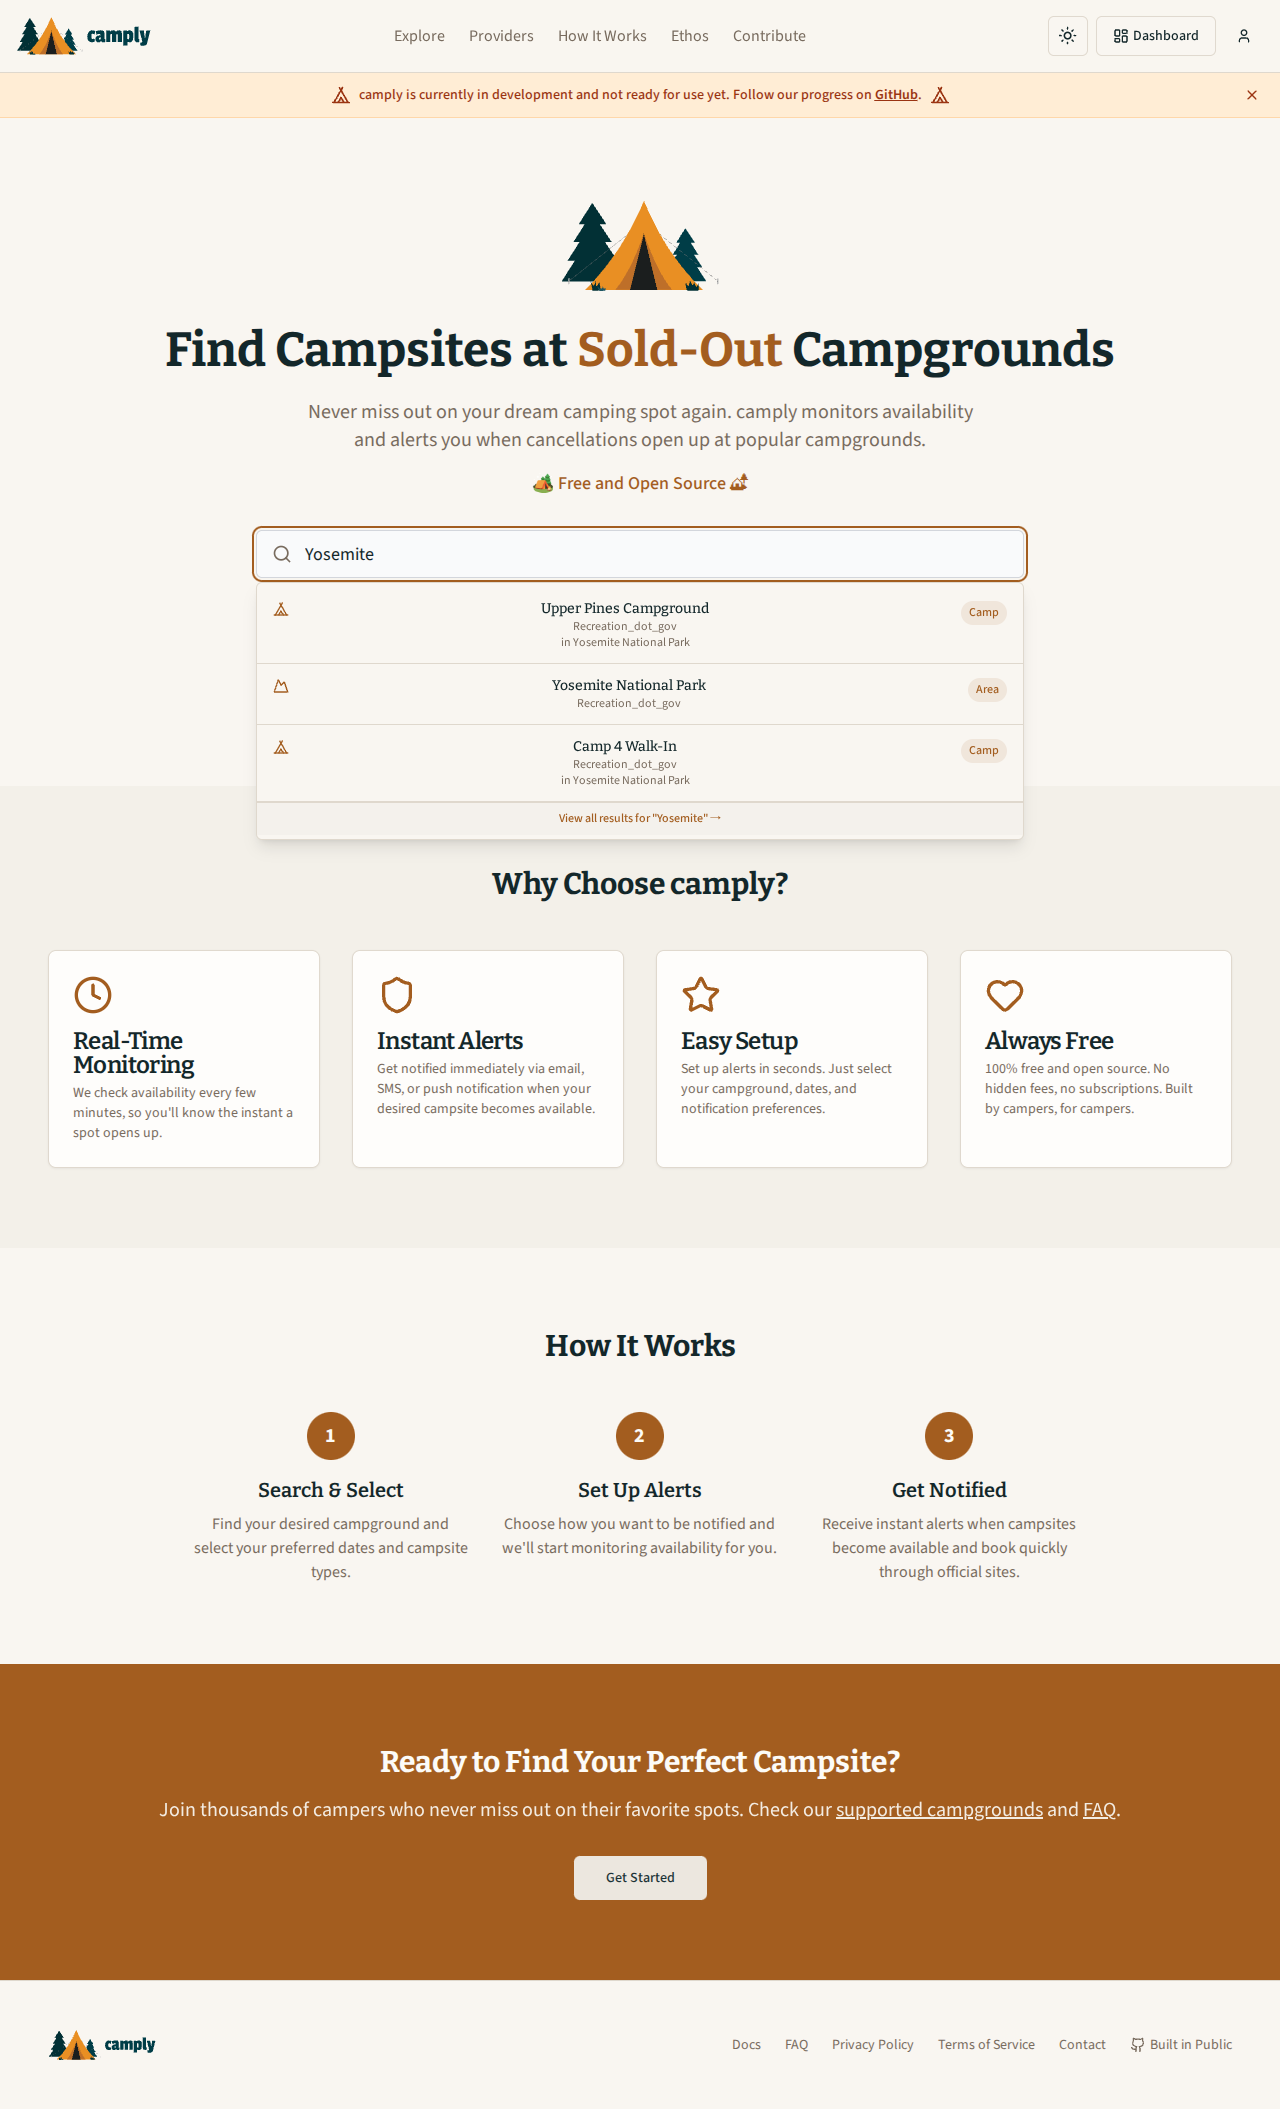 camply
Explore
Providers
How It Works
Ethos
Contribute
Dashboard
camply is currently in development and not ready for use yet. Follow our progress on GitHub.
Find Campsites at Sold-Out Campgrounds
Never miss out on your dream camping spot again. camply monitors availability
and alerts you when cancellations open up at popular campgrounds.
🏕️ Free and Open Source 🏕️
Yosemite
Upper Pines Campground
Camp
Recreation_dot_gov
in Yosemite National Park
Yosemite National Park
Area
Recreation_dot_gov
Camp 4 Walk-In
Camp
Recreation_dot_gov
in Yosemite National Park
View all results for "Yosemite" →
Why Choose camply?
Real-Time
Monitoring
We check availability every few
minutes, so you'll know the instant a
spot opens up.
Instant Alerts
Get notified immediately via email,
SMS, or push notification when your
desired campsite becomes available.
Easy Setup
Set up alerts in seconds. Just select
your campground, dates, and
notification preferences.
Always Free
100% free and open source. No
hidden fees, no subscriptions. Built
by campers, for campers.
How It Works
1
Search & Select
Find your desired campground and
select your preferred dates and campsite
types.
2
Set Up Alerts
Choose how you want to be notified and
we'll start monitoring availability for you.
3
Get Notified
Receive instant alerts when campsites
become available and book quickly
through official sites.
Ready to Find Your Perfect Campsite?
Join thousands of campers who never miss out on their favorite spots. Check our supported campgrounds and FAQ.
Get Started
camply
Docs
FAQ
Privacy Policy
Terms of Service
Contact
Built in Public